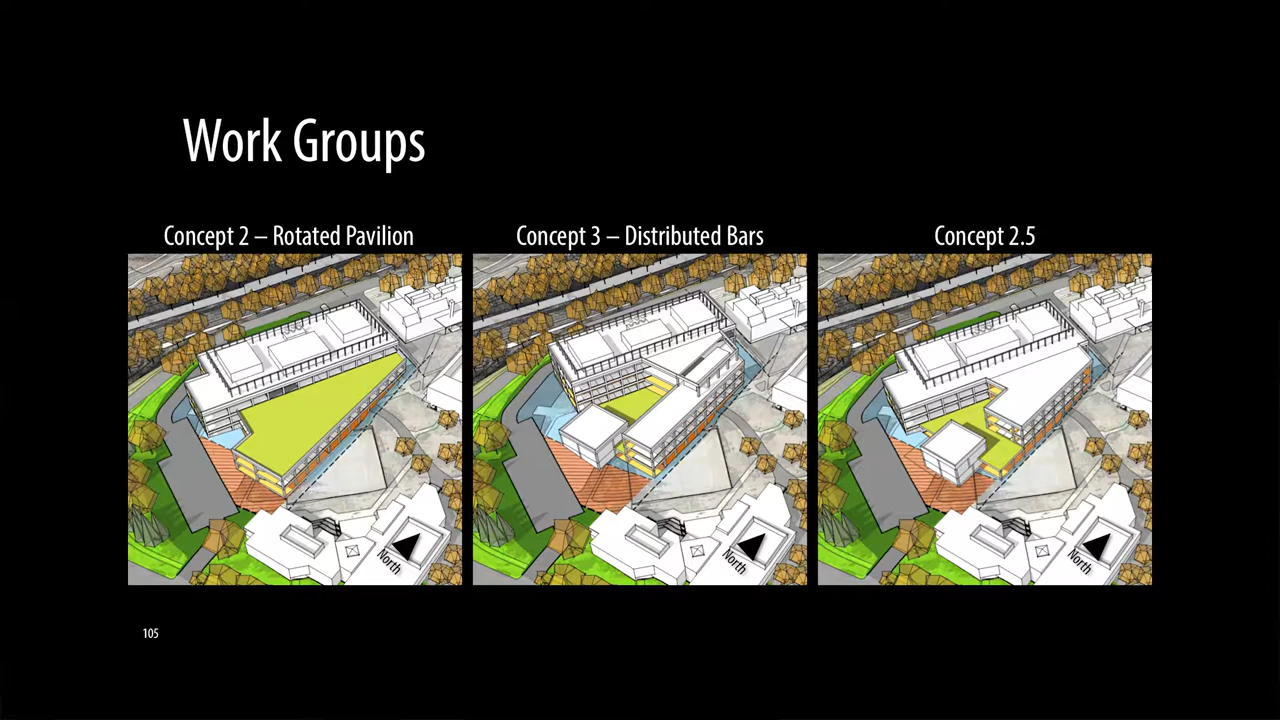 Work Groups
Concept 2 – Rotated Pavilion
Concept 3 – Distributed Bars
Concept 2.5
North
North
North
105